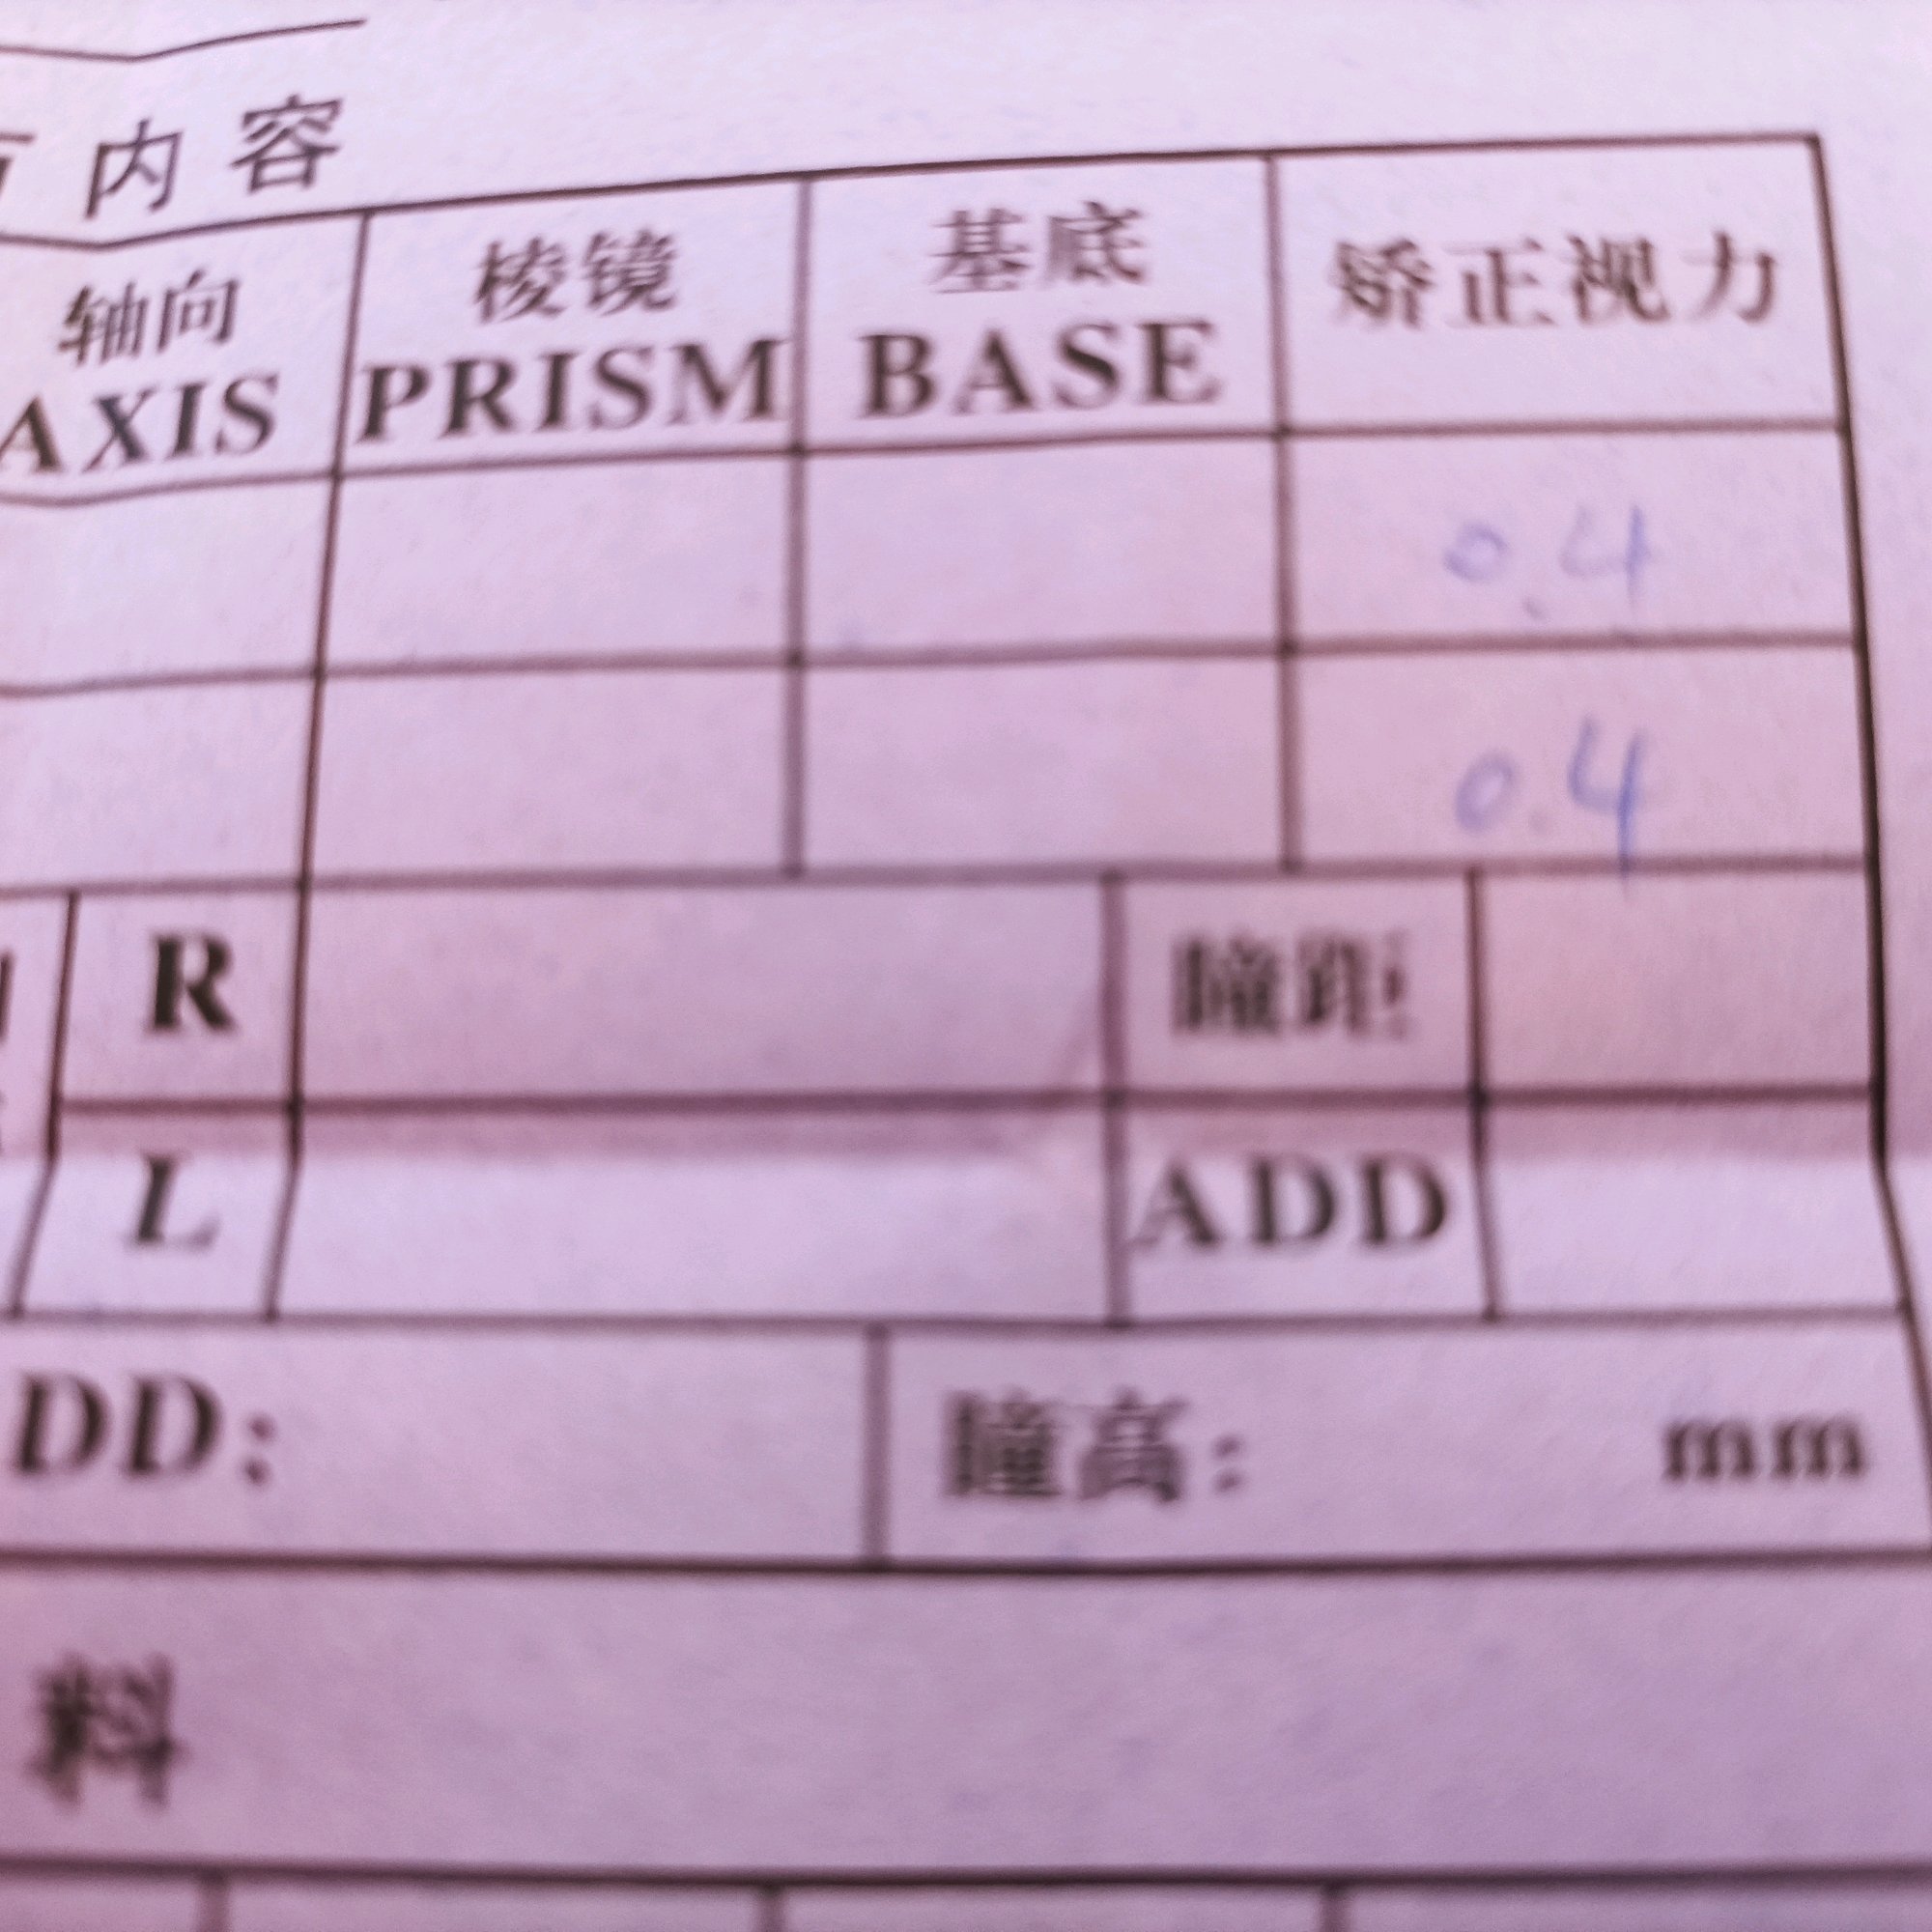 内容
轴向 棱镜 基底 矫正视力
AXIS PRISM BASE
0.4
0.4
R 瞳距
L ADD
DD: 瞳高: mm
料